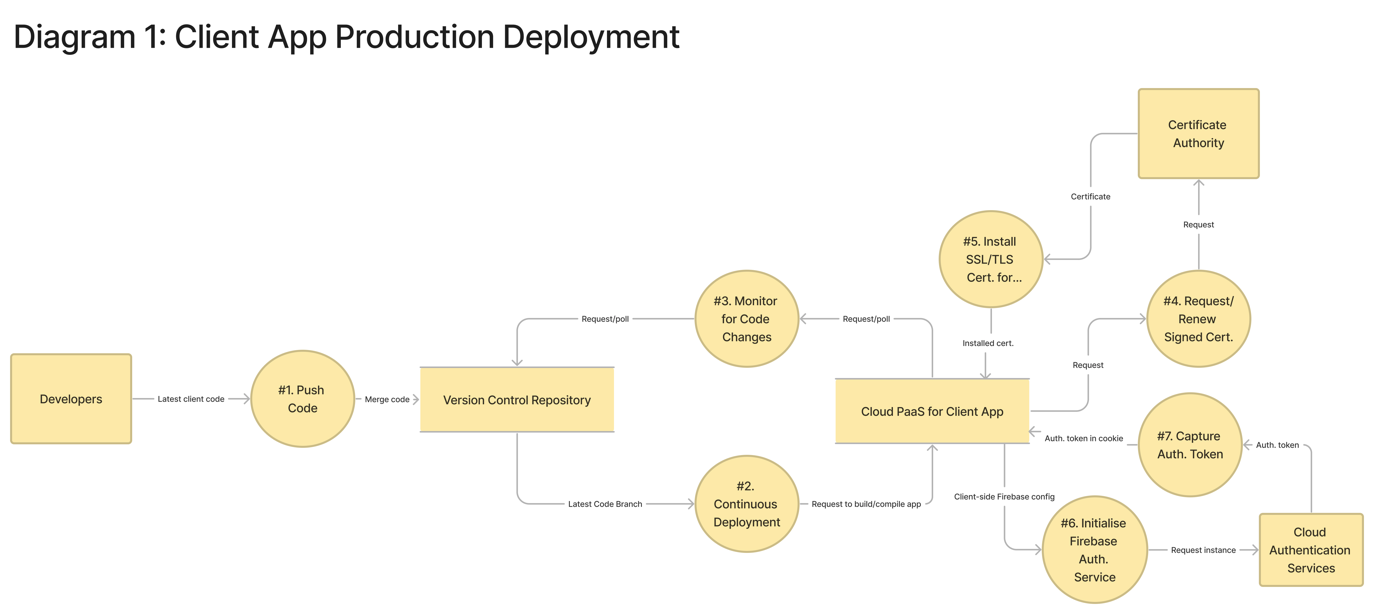 Diagram 1: Client App Production Deployment
Certificate
Authority
Certificate
Request
#5. Install
SSL/TLS
Cert. for...
#4. Request/
Renew
Signed Cert.
#3. Monitor
for Code
Changes
Request/poll
Request/poll
Installed cert.
Request
Developers
Latest client code
#1. Push
Code
Merge code
Version Control Repository
Cloud PaaS for Client App
Auth. token in cookie
#7. Capture
Auth. Token
Auth. token
#2.
Continuous
Deployment
Latest Code Branch
Request to build/compile app
Client-side Firebase config
#6. Initialise
Firebase
Auth.
Service
Request instance
Cloud
Authentication
Services